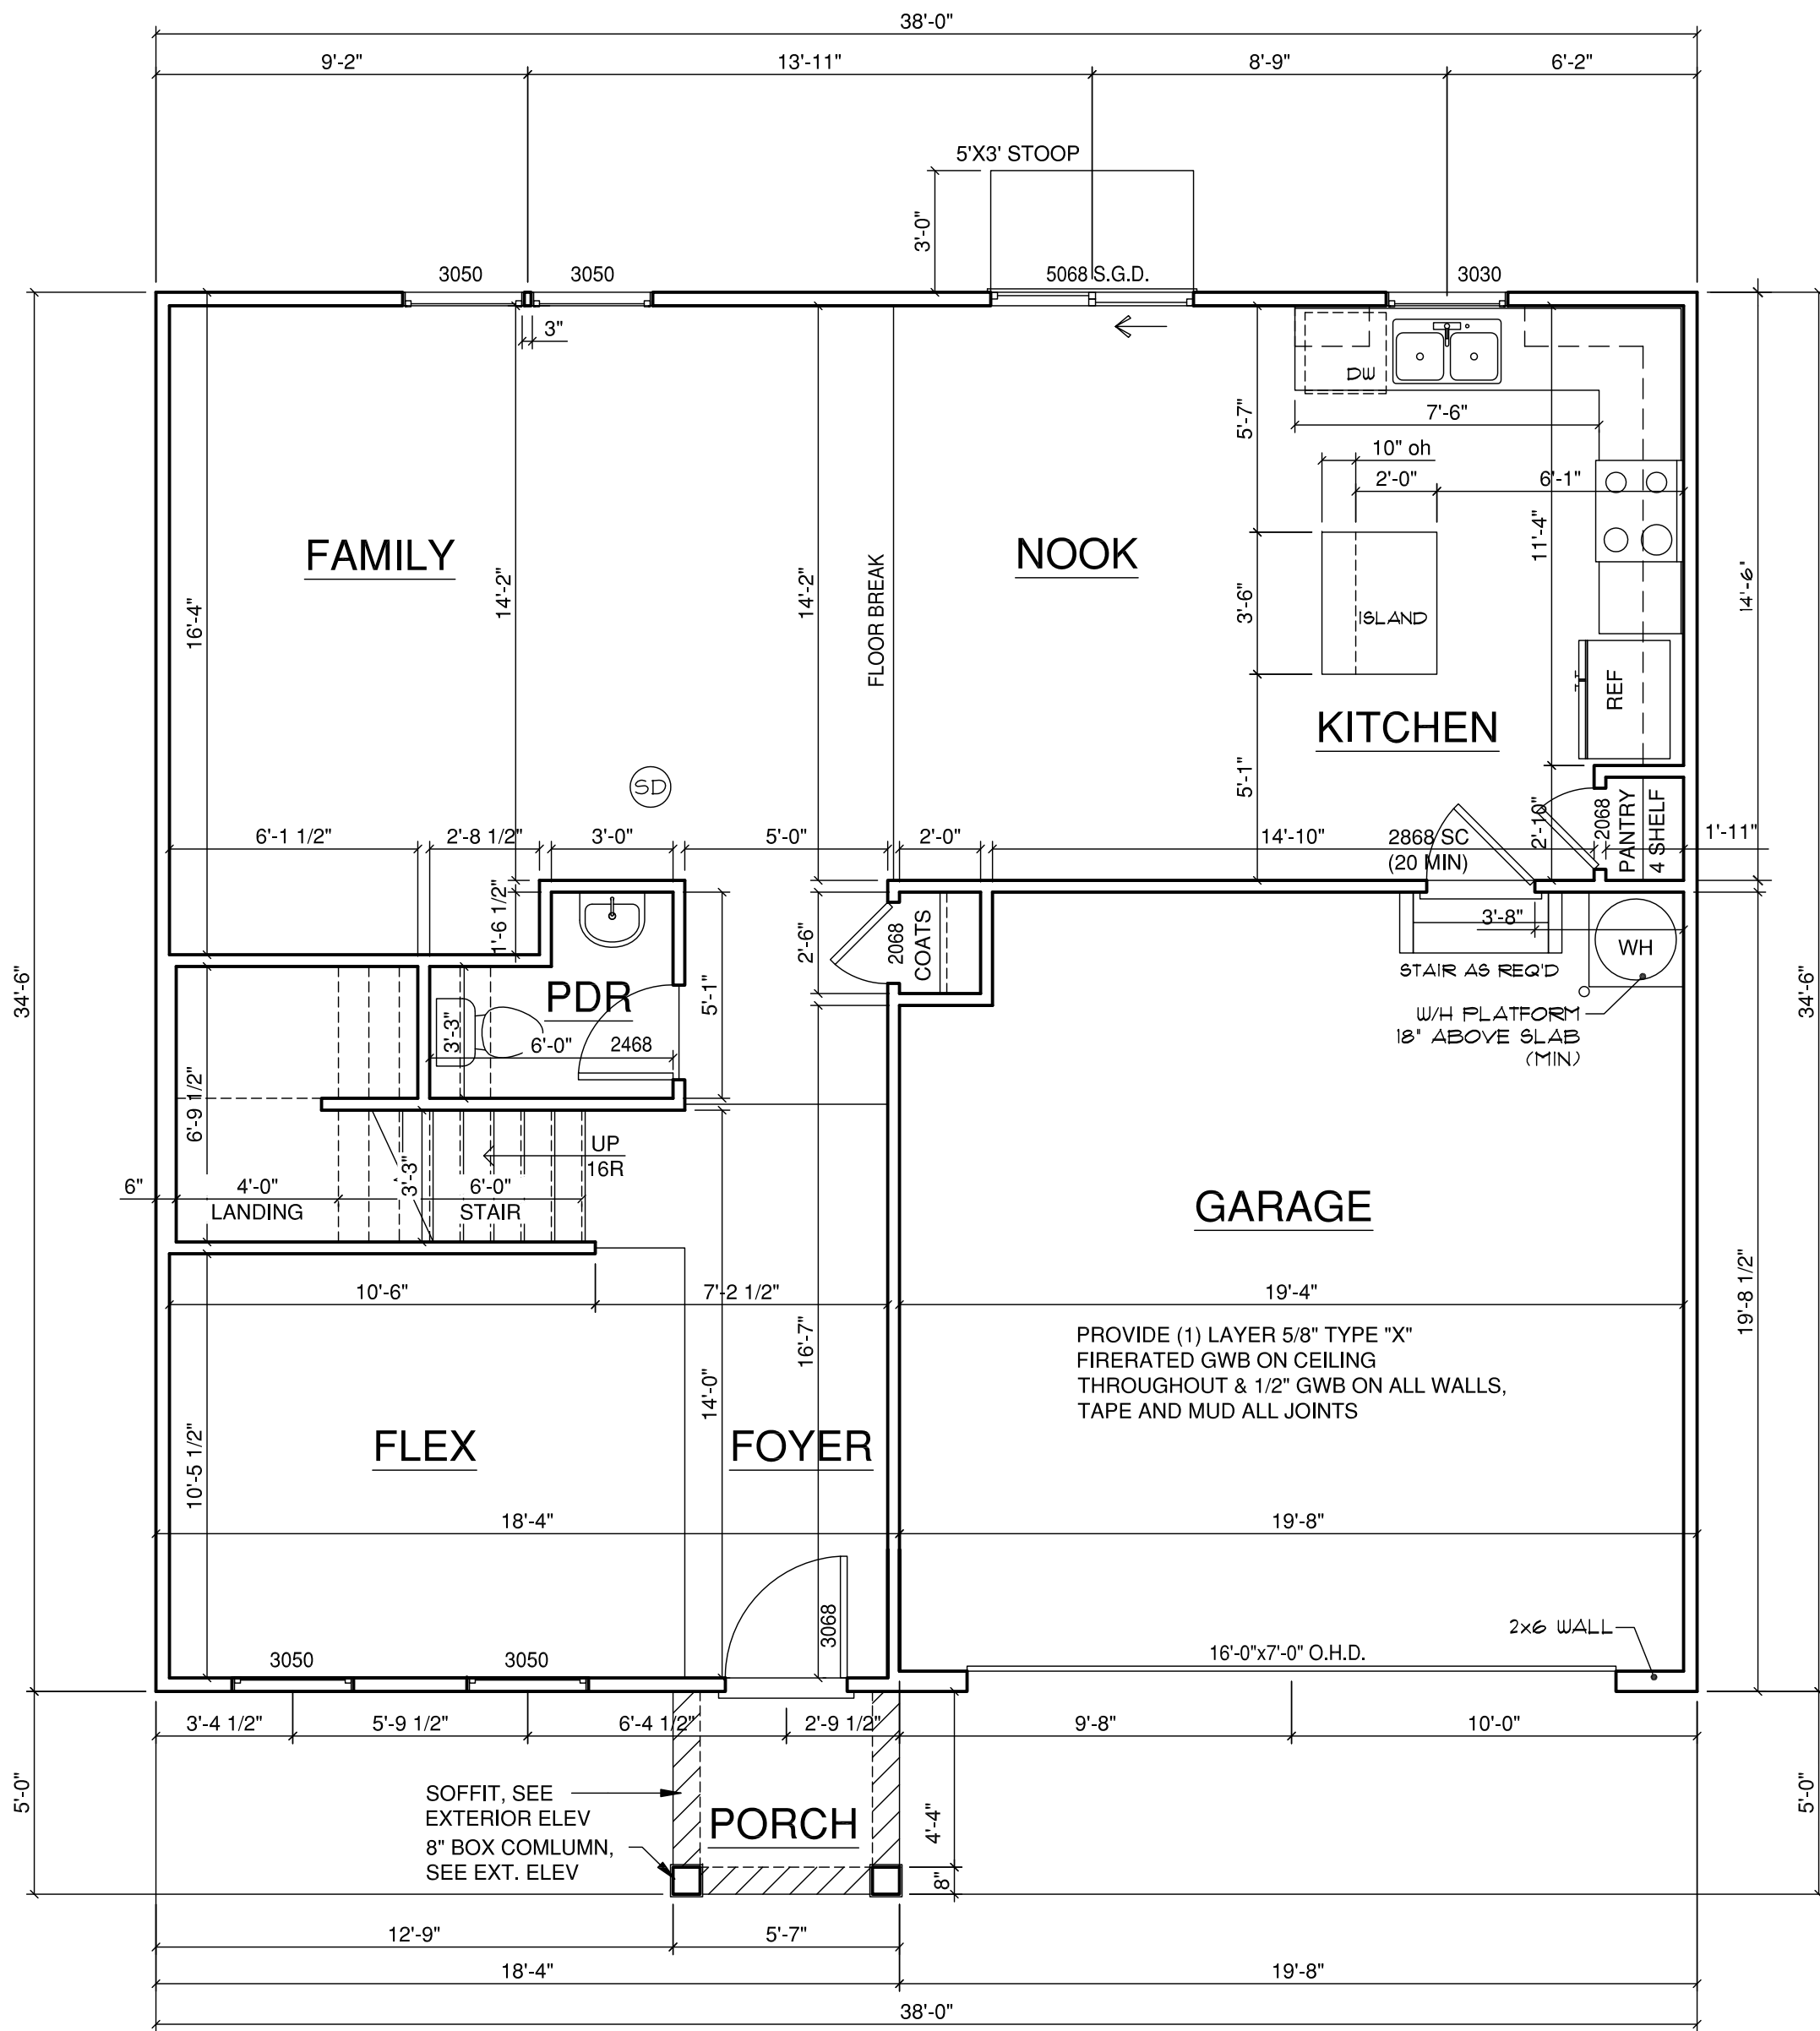 38'-0"
9'-2"
13'-11"
8'-9"
6'-2"
5'X3' STOOP
3'-0"
3050
3050
5068 S.G.D.
3030
3"
DW
7'-6"
5'-7"
10" oh
2'-0"
6'-1"
11'-4"
FAMILY
NOOK
14'-2"
14'-2"
FLOOR BREAK
16'-4"
3'-6"
ISLAND
14'-6"
REF
KITCHEN
SD
5'-1"
2'-10"
2068
PANTRY
4 SHELF
6'-1 1/2"
2'-8 1/2"
3'-0"
5'-0"
2'-0"
14'-10"
2868 SC
(20 MIN)
1'-11"
1'-6 1/2"
2'-6"
2068
COATS
3'-8"
WH
STAIR AS REQ'D
W/H PLATFORM
18" ABOVE SLAB
(MIN)
34'-6"
34'-6"
PDR
5'-1"
3'-3"
6'-0"
2468
6'-9 1/2"
UP
16R
3'-3"
6"
4'-0"
LANDING
6'-0"
STAIR
GARAGE
10'-6"
7'-2 1/2"
19'-4"
19'-8 1/2"
16'-7"
PROVIDE (1) LAYER 5/8" TYPE "X"
FIRERATED GWB ON CEILING
THROUGHOUT & 1/2" GWB ON ALL WALLS,
TAPE AND MUD ALL JOINTS
14'-0"
10'-5 1/2"
FLEX
FOYER
18'-4"
19'-8"
3068
2x6 WALL
3050
3050
16'-0"x7'-0" O.H.D.
3'-4 1/2"
5'-9 1/2"
6'-4 1/2"
2'-9 1/2"
9'-8"
10'-0"
5'-0"
5'-0"
SOFFIT, SEE
EXTERIOR ELEV
8" BOX COMLUMN,
SEE EXT. ELEV
PORCH
4'-4"
8"
12'-9"
5'-7"
18'-4"
19'-8"
38'-0"